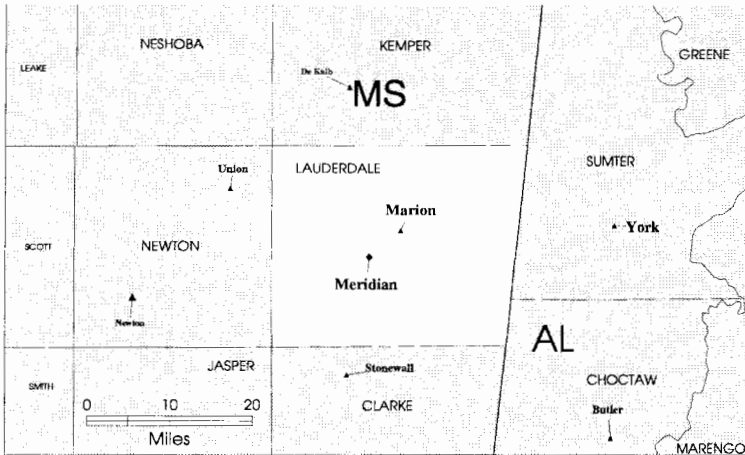 NESHOBA
KEMPER
GREENE
LEAKE
De Kalb
MS
Union
LAUDERDALE
SUMTER
Marion
York
SCOTT
NEWTON
Meridian
Newton
AL
JASPER
Stonewall
SMITH
CHOCTAW
0 10 20
CLARKE
Butler
Miles
MARENGO